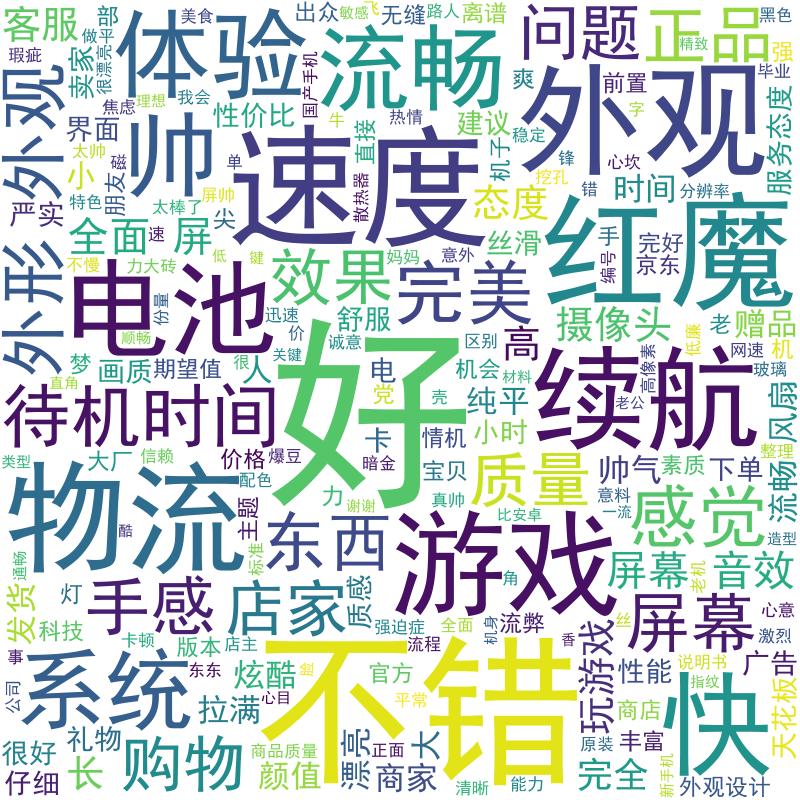 客服
部
美食
出众
敏感
飞
路人
离谱
无缝
问题
正品
黑色
精致
强
做
平
很漂亮
卖家
瑕疵
体验
流畅
外观
国产手机
焦虑
理想
我会
性价比
牛
热情
爽
前置
毕业
建议
稳定
字
界面
帅
速度
直接
机子
锋
心坎
服务态度
外观
太帅
小
朋友
磁
单
散热器
态度
挖孔
错
时间
分辨率
严实
特色
太棒了
屏帅
尖
丝滑
红魔
手
编号
完好
京东
全面
速
屏
不慢
力大砖
低
键
妈妈
意外
外形
电池
份量
顺畅
效果
完美
迅速
价
诚意
舒服
区别
摄像头
老
赠品
高
低廉
网速
机
梦
画质
期望值
很
人
关键
电
机会
高像素
玻璃
直角
好
党
壳
纯平
材料
续航
老公
风扇
待机时间
卡
情机
小时
整理
类型
大厂
信赖
价格
爆豆
暗金
宝贝
质量
帅气
素质
下单
配色
力
谢谢
真帅
意料
一流
流畅
物流
主题
东西
比安卓
感觉
造型
酷
标准
游戏
通畅
手感
店家
质感
角
屏幕
音效
老机
发货
灯
科技
强迫症
全面
机身
流弊
屏幕
心意
激烈
卡顿
版本
店主
流程
香
丝
事
系统
东东
炫酷
不错
官方
玩游戏
性能
说明书
指纹
广告
公司
拉满
心目
平常
商店
快
天花板
很好
礼物
购物
商品质量
漂亮
正面
大
原装
丰富
仔细
长
颜值
商家
清晰
能力
完全
新手机
外观设计